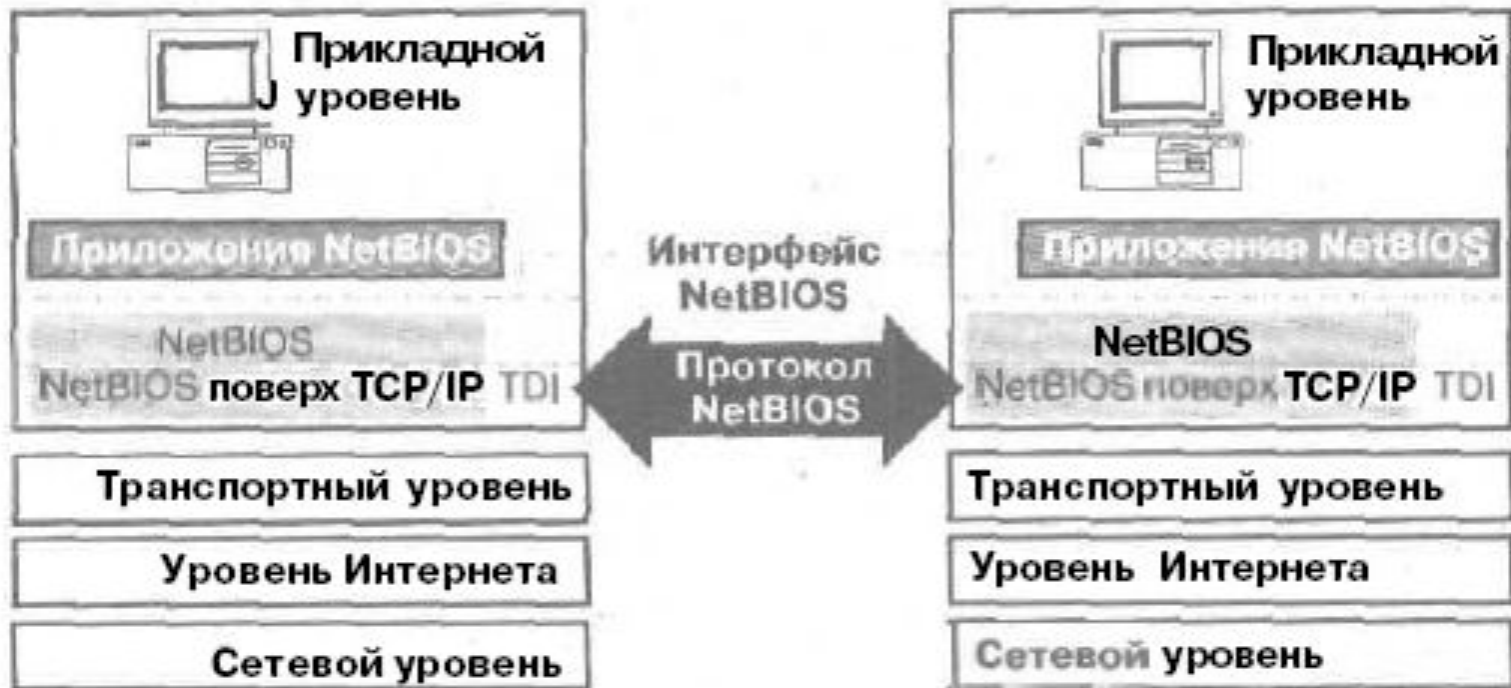 Прикладной
J уровень
Приложения NetBIOS
NetBIOS
NetBIOS поверх TCP/IP TDI
Транспортный уровень
Уровень Интернета
Сетевой уровень
Интерфейс
NetBIOS
Протокол
NetBIOS
Прикладной
уровень
Приложения NetBIOS
NetBIOS
NetBIOS поверх TCP/IP TDI
Транспортный уровень
Уровень Интернета
Сетевой уровень